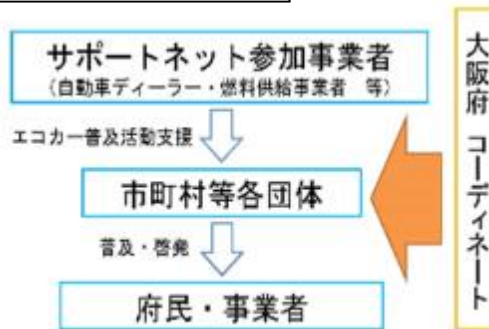 サポートネット参加事業者
（自動車ディーラー・燃料供給事業者　等）
エコカー普及活動支援
市町村等各団体
普及・啓発
府民・事業者
大阪府　コーディネート